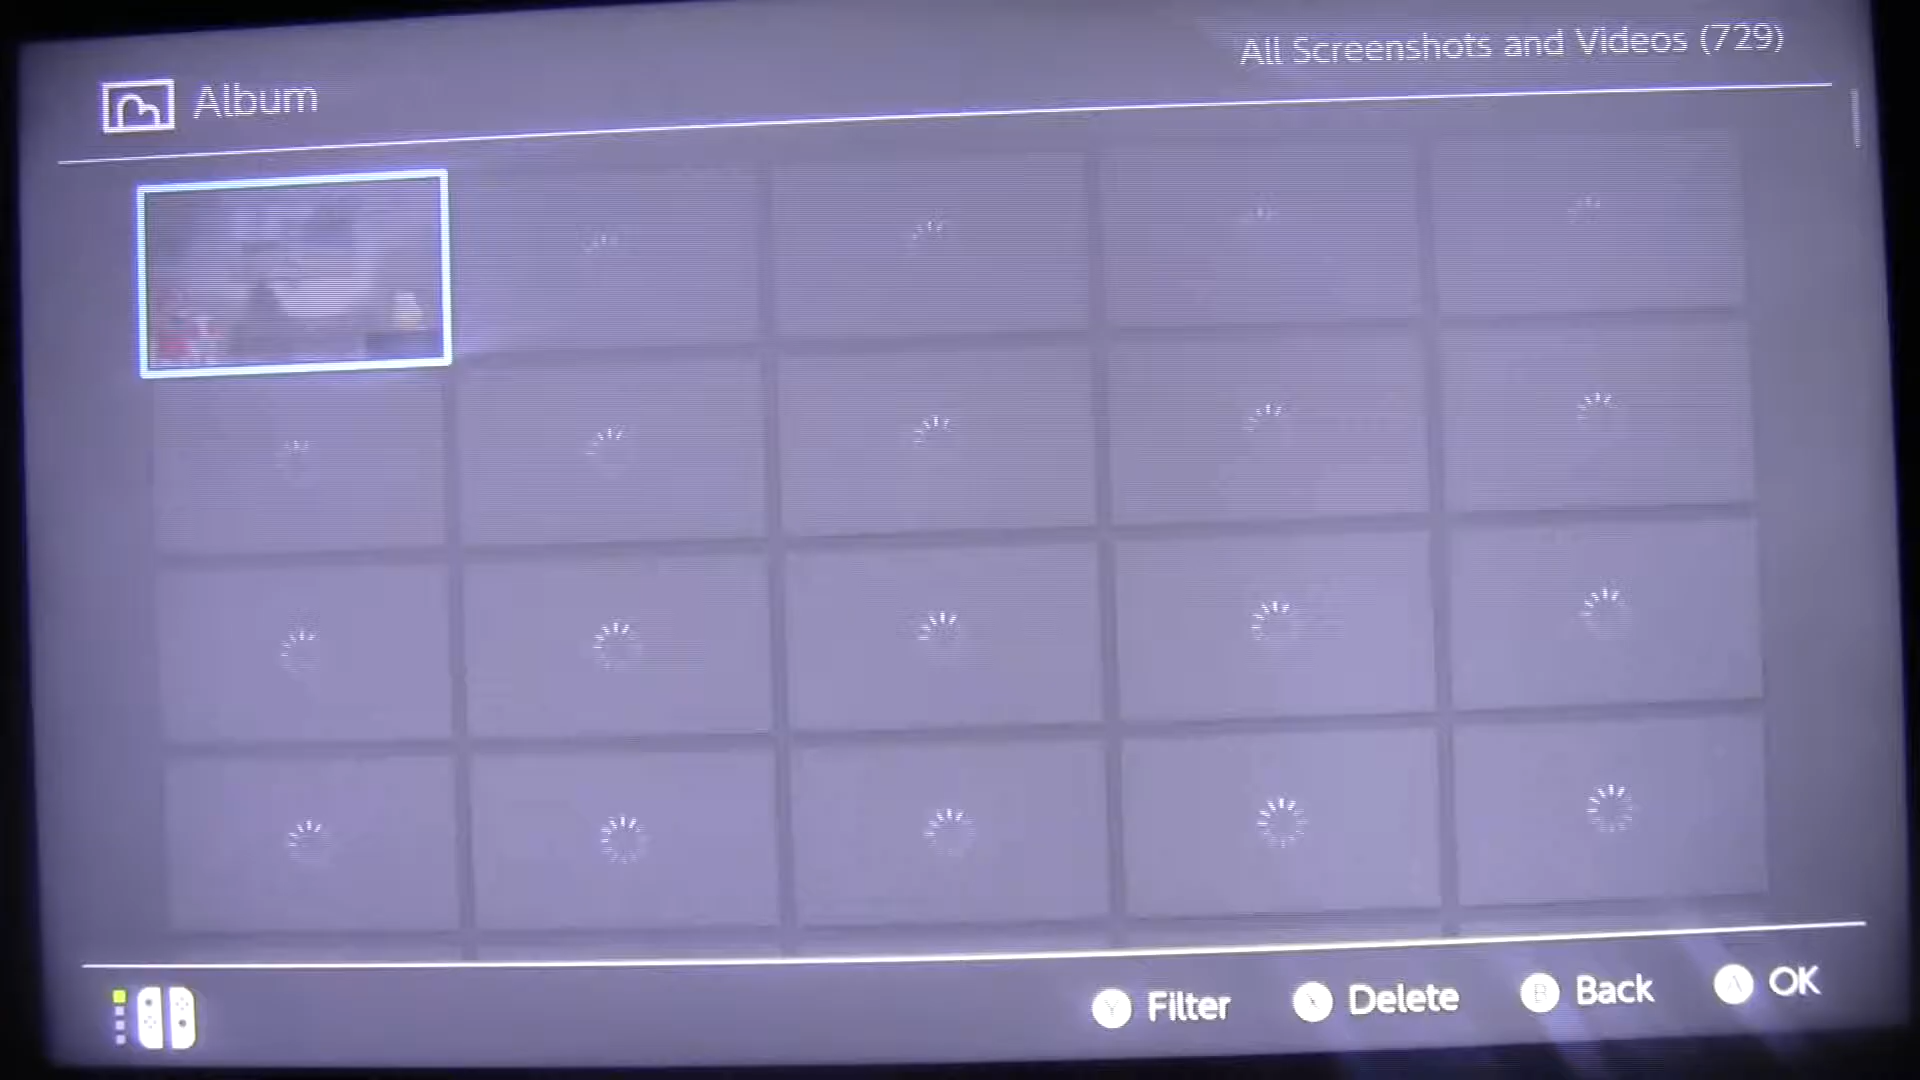 All Screenshots and Videos (729)
Album
Y Filter
X Delete
B Back
A OK